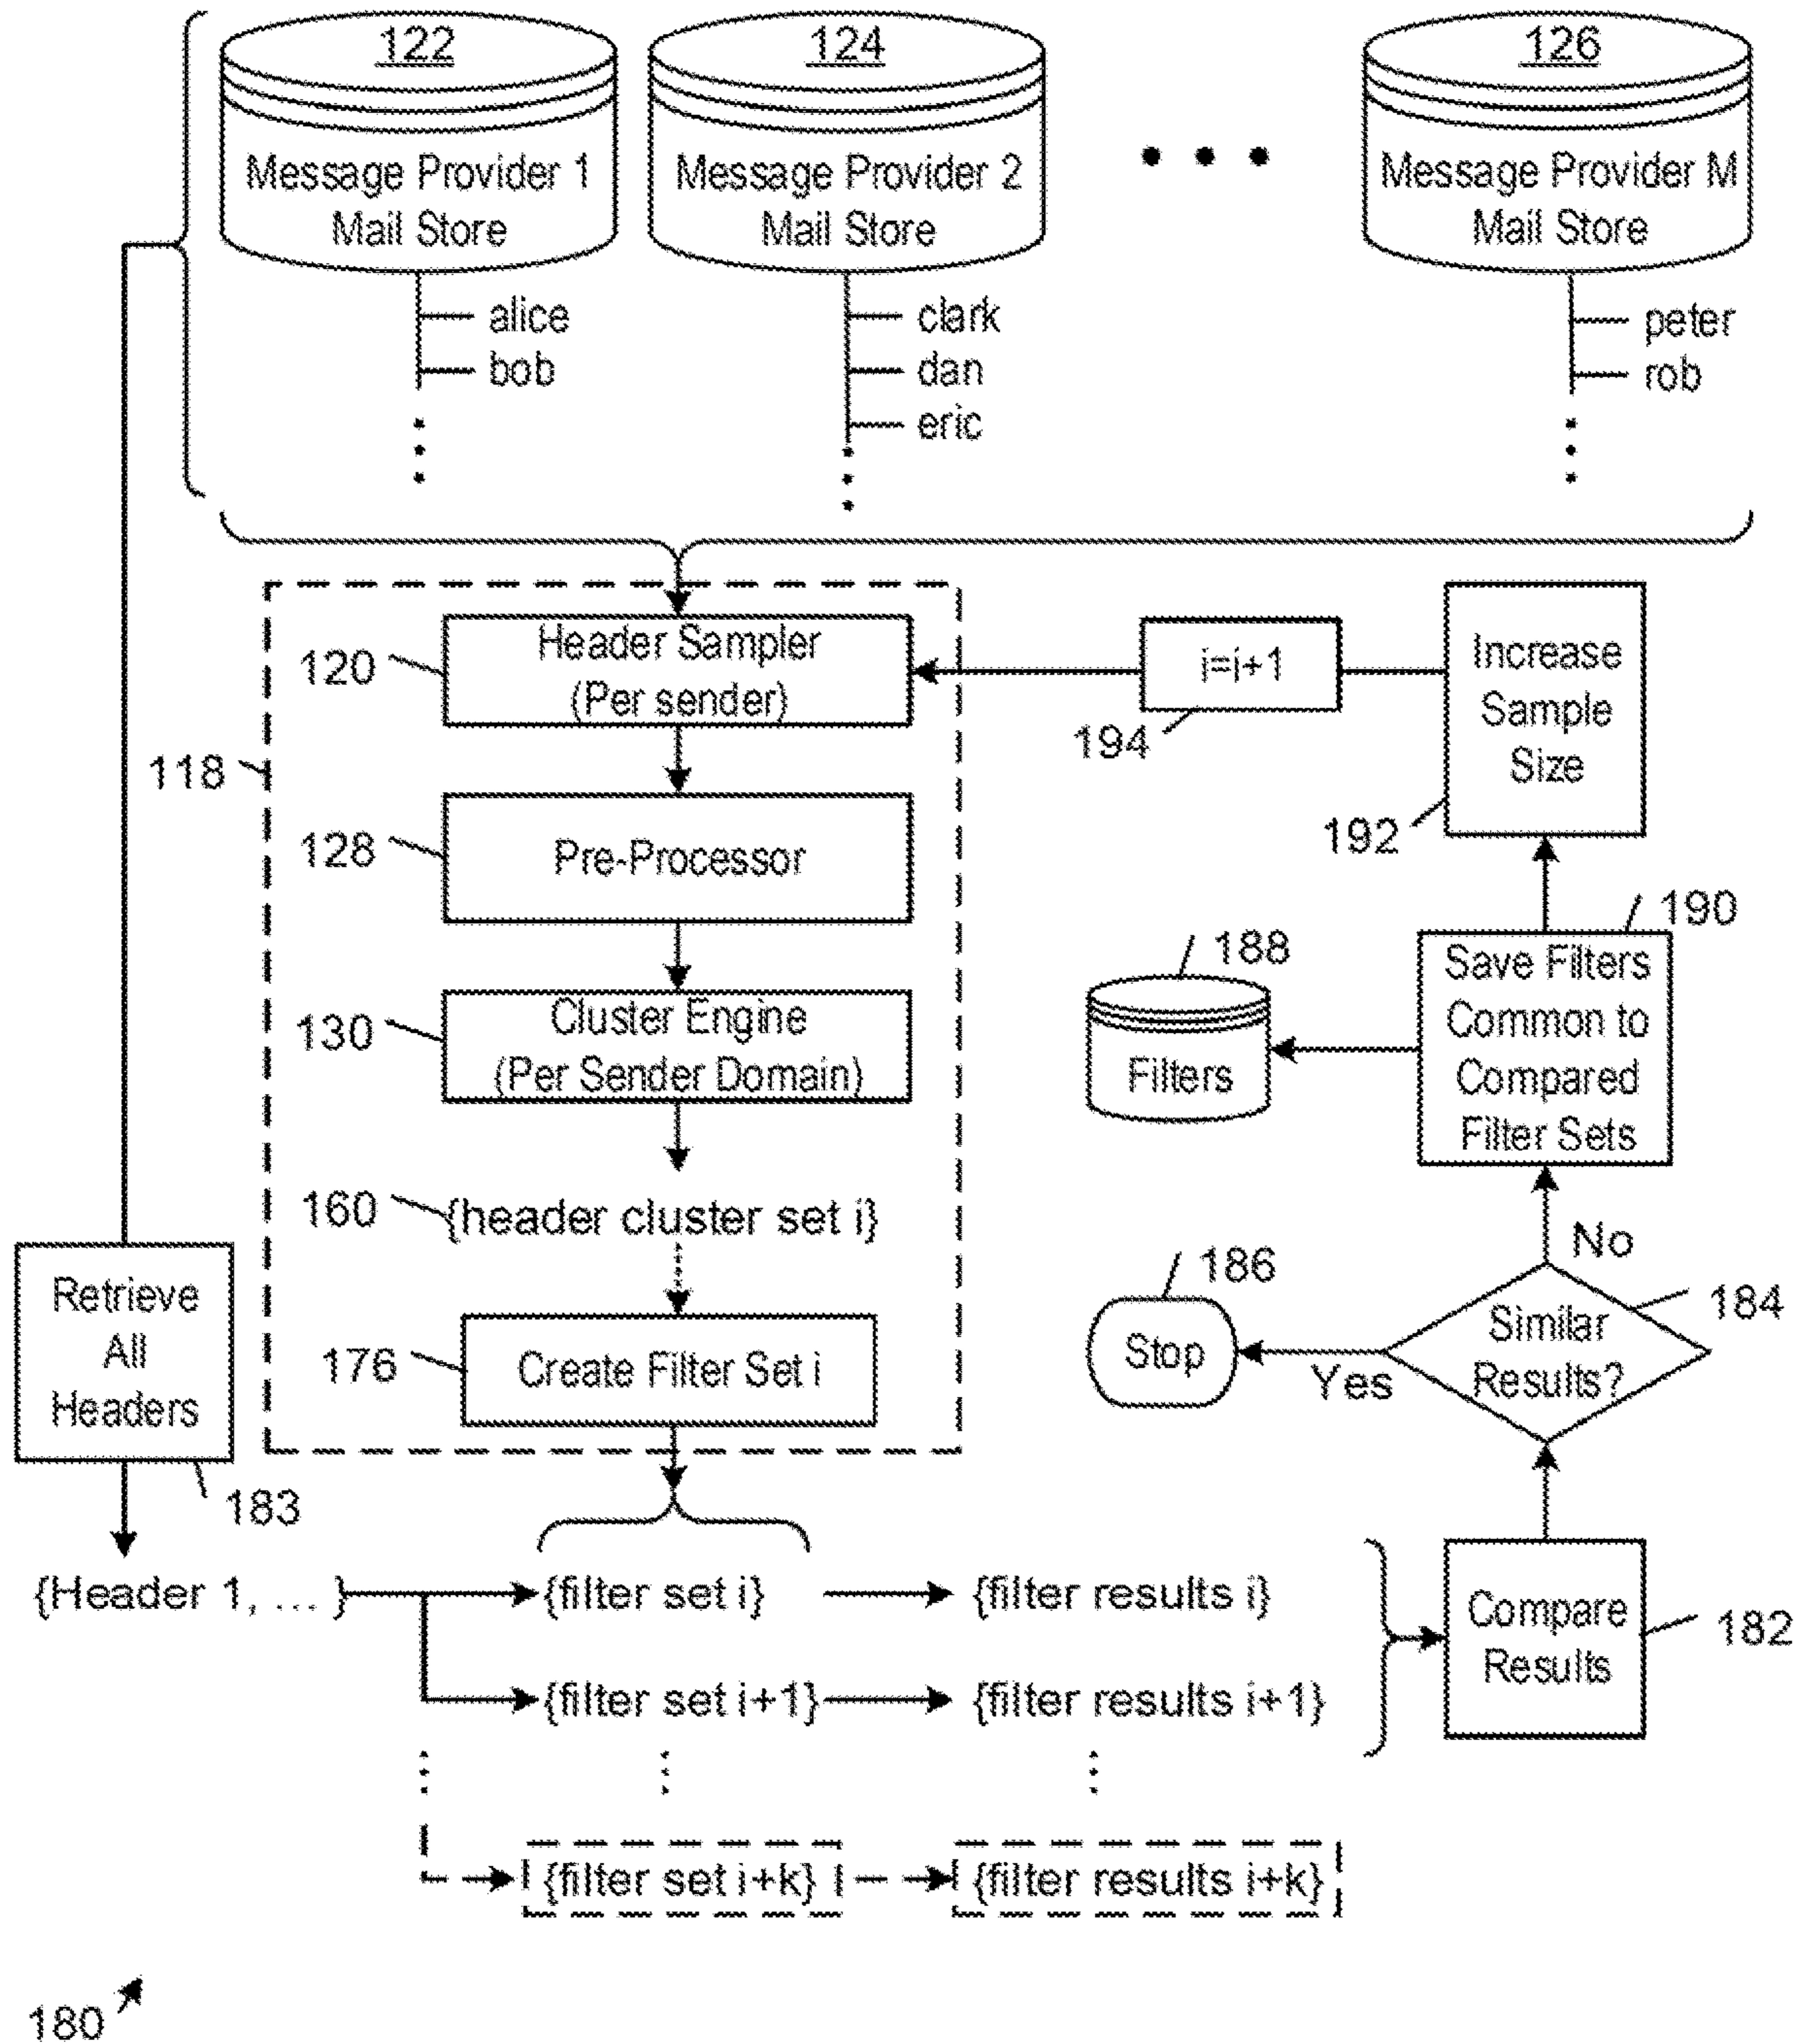 122
124
126
Message Provider 1
Mail Store
Message Provider 2
Mail Store
Message Provider M
Mail Store
alice
bob
clark
dan
eric
peter
rob
118
120
Header Sampler
(Per sender)
i=i+1
194
Increase
Sample
Size
192
128
Pre-Processor
190
Save Filters
Common to
Compared
Filter Sets
188
Filters
130
Cluster Engine
(Per Sender Domain)
160
{header cluster set i}
No
186
Stop
Yes
Similar
Results?
184
Retrieve
All
Headers
183
176
Create Filter Set i
{Header 1, ... }
{filter set i}
{filter results i}
{filter set i+1}
{filter results i+1}
Compare
Results
182
{filter set i+k}
{filter results i+k}
180